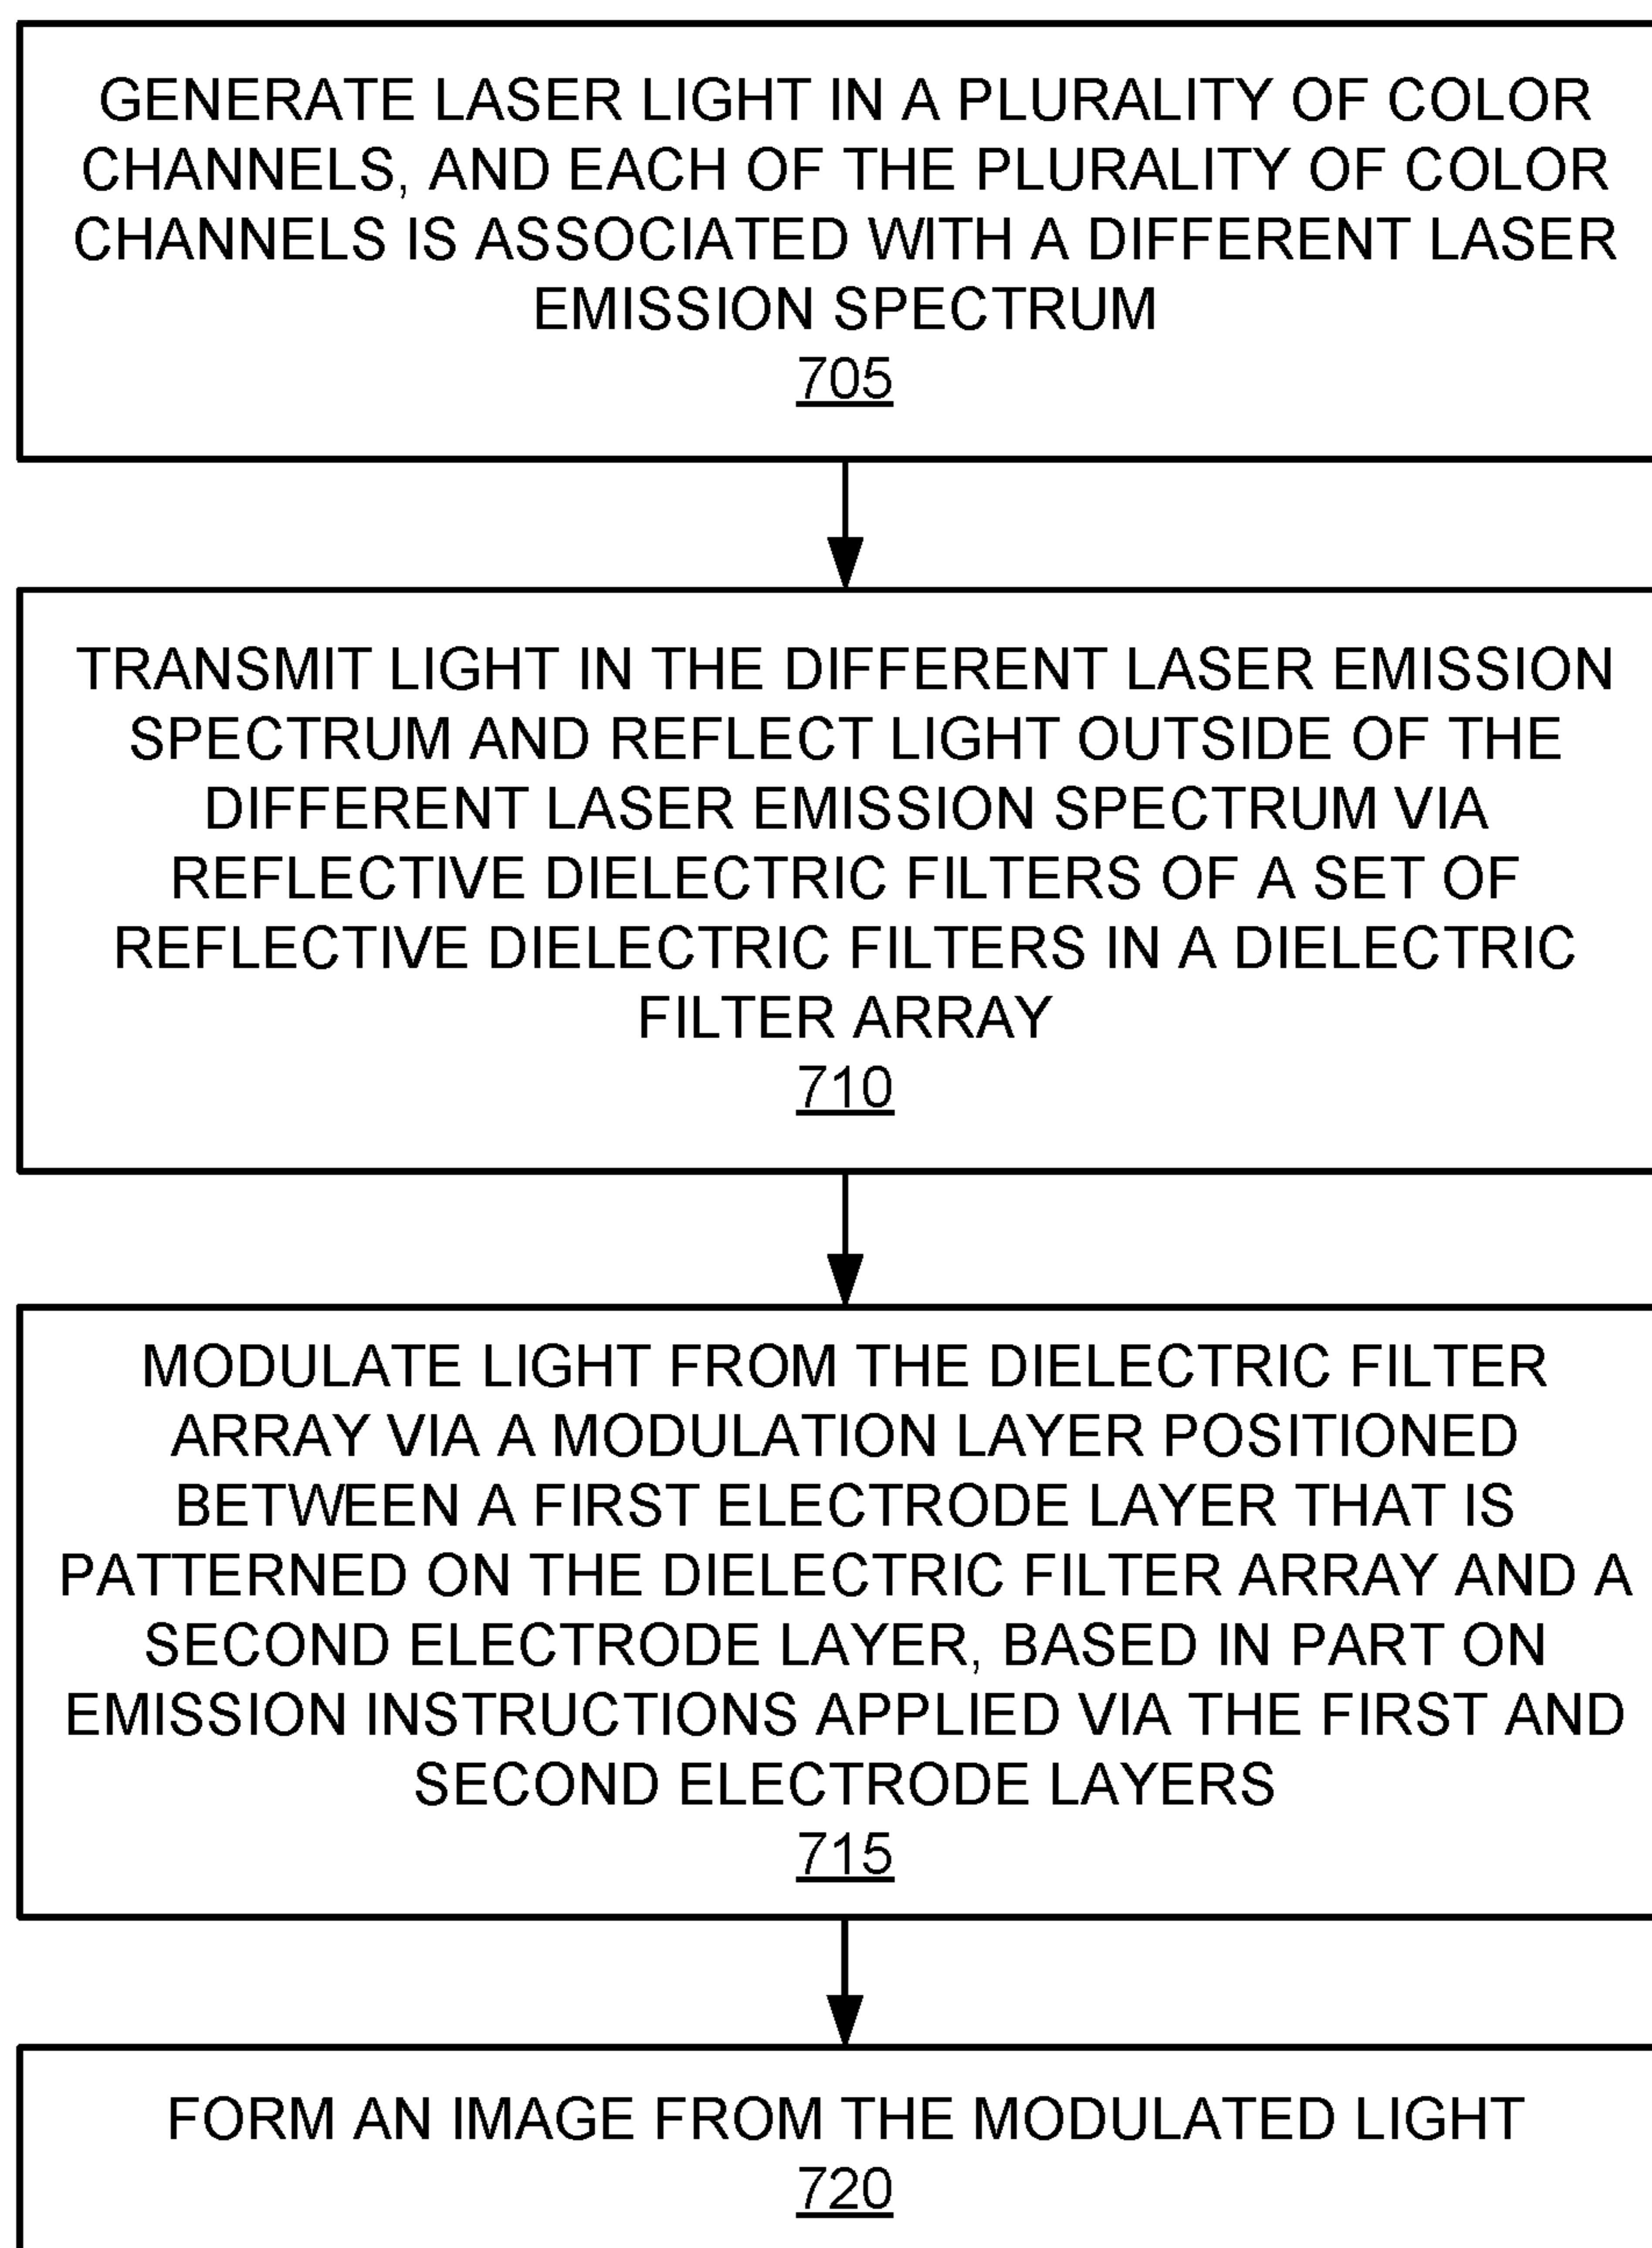 GENERATE LASER LIGHT IN A PLURALITY OF COLOR
CHANNELS, AND EACH OF THE PLURALITY OF COLOR
CHANNELS IS ASSOCIATED WITH A DIFFERENT LASER
EMISSION SPECTRUM
705
TRANSMIT LIGHT IN THE DIFFERENT LASER EMISSION
SPECTRUM AND REFLECT LIGHT OUTSIDE OF THE
DIFFERENT LASER EMISSION SPECTRUM VIA
REFLECTIVE DIELECTRIC FILTERS OF A SET OF
REFLECTIVE DIELECTRIC FILTERS IN A DIELECTRIC
FILTER ARRAY
710
MODULATE LIGHT FROM THE DIELECTRIC FILTER
ARRAY VIA A MODULATION LAYER POSITIONED
BETWEEN A FIRST ELECTRODE LAYER THAT IS
PATTERNED ON THE DIELECTRIC FILTER ARRAY AND A
SECOND ELECTRODE LAYER, BASED IN PART ON
EMISSION INSTRUCTIONS APPLIED VIA THE FIRST AND
SECOND ELECTRODE LAYERS
715
FORM AN IMAGE FROM THE MODULATED LIGHT
720